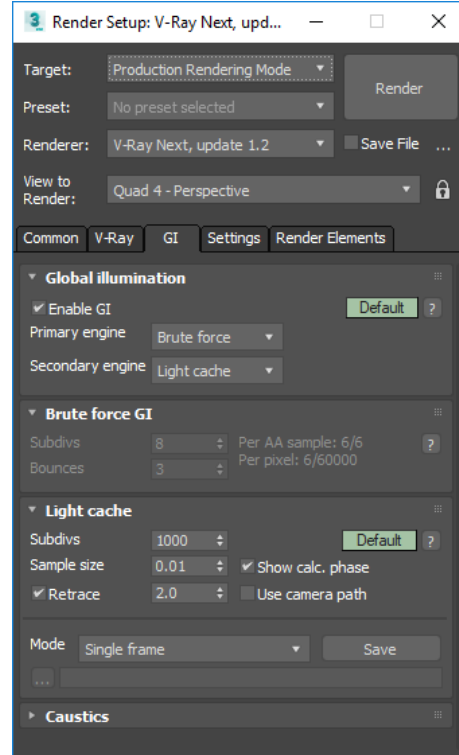 Render Setup: V-Ray Next, upd...
Target: Production Rendering Mode
Render
Preset: No preset selected
Renderer: V-Ray Next, update 1.2 Save File ...
View to
Render: Quad 4 - Perspective
Common V-Ray GI Settings Render Elements
Global illumination
Enable GI Default ?
Primary engine Brute force
Secondary engine Light cache
Brute force GI
Subdivs 8 Per AA sample: 6/6 ?
Bounces 3 Per pixel: 6/60000
Light cache
Subdivs 1000 Default ?
Sample size 0.01 Show calc. phase
Retrace 2.0 Use camera path
Mode Single frame Save
...
Caustics